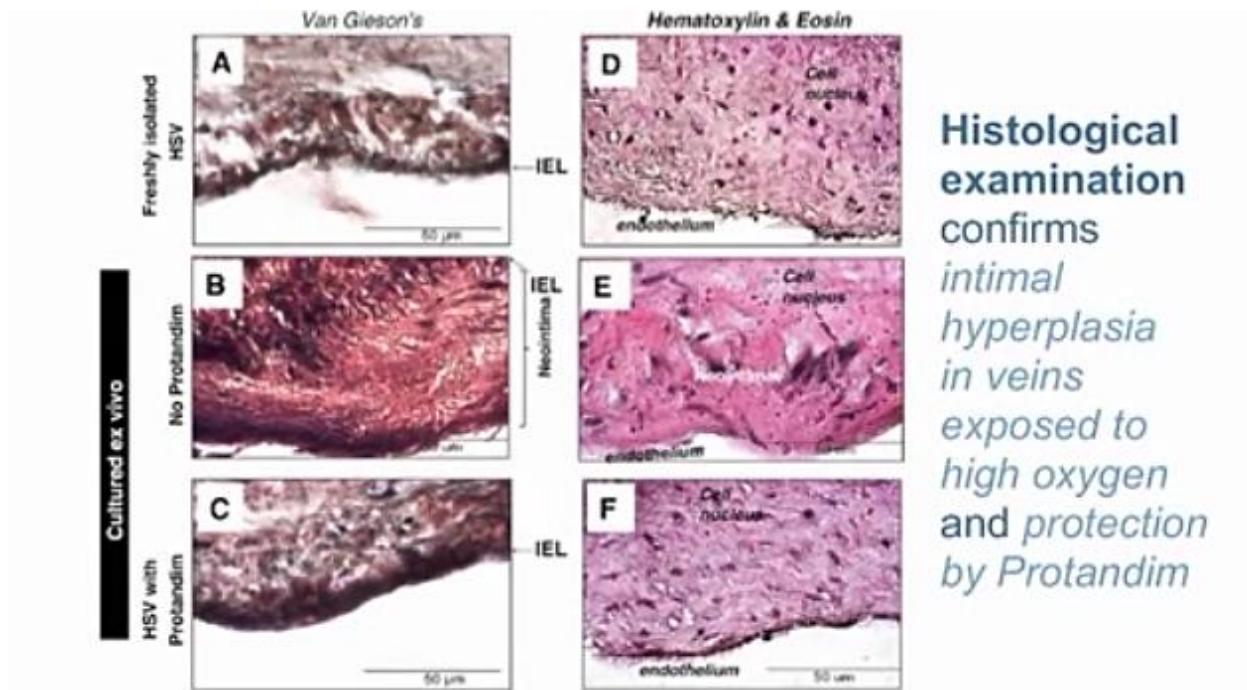 Van Gieson's
Hematoxylin & Eosin
Freshly isolated
HSV
A
IEL
50 µm
D
Cell
nucleus
endothelium
Cultured ex vivo
No Protandim
B
IEL
Neointima
E
Cell
nucleus
endothelium
HSV with
Protandim
C
IEL
50 µm
F
Cell
nucleus
endothelium
50 um
Histological
examination
confirms
intimal
hyperplasia
in veins
exposed to
high oxygen
and protection
by Protandim